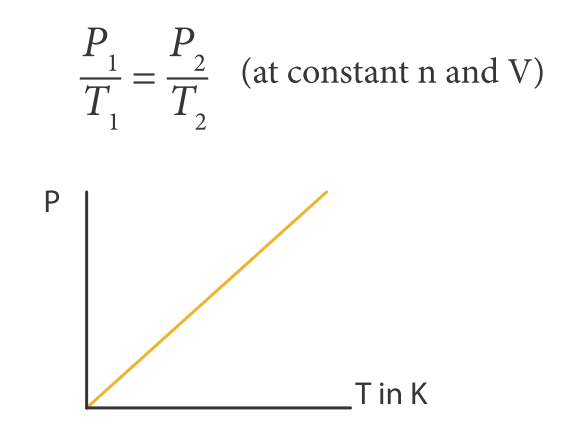 P₁/T₁ = P₂/T₂ (at constant n and V)
P
T in K